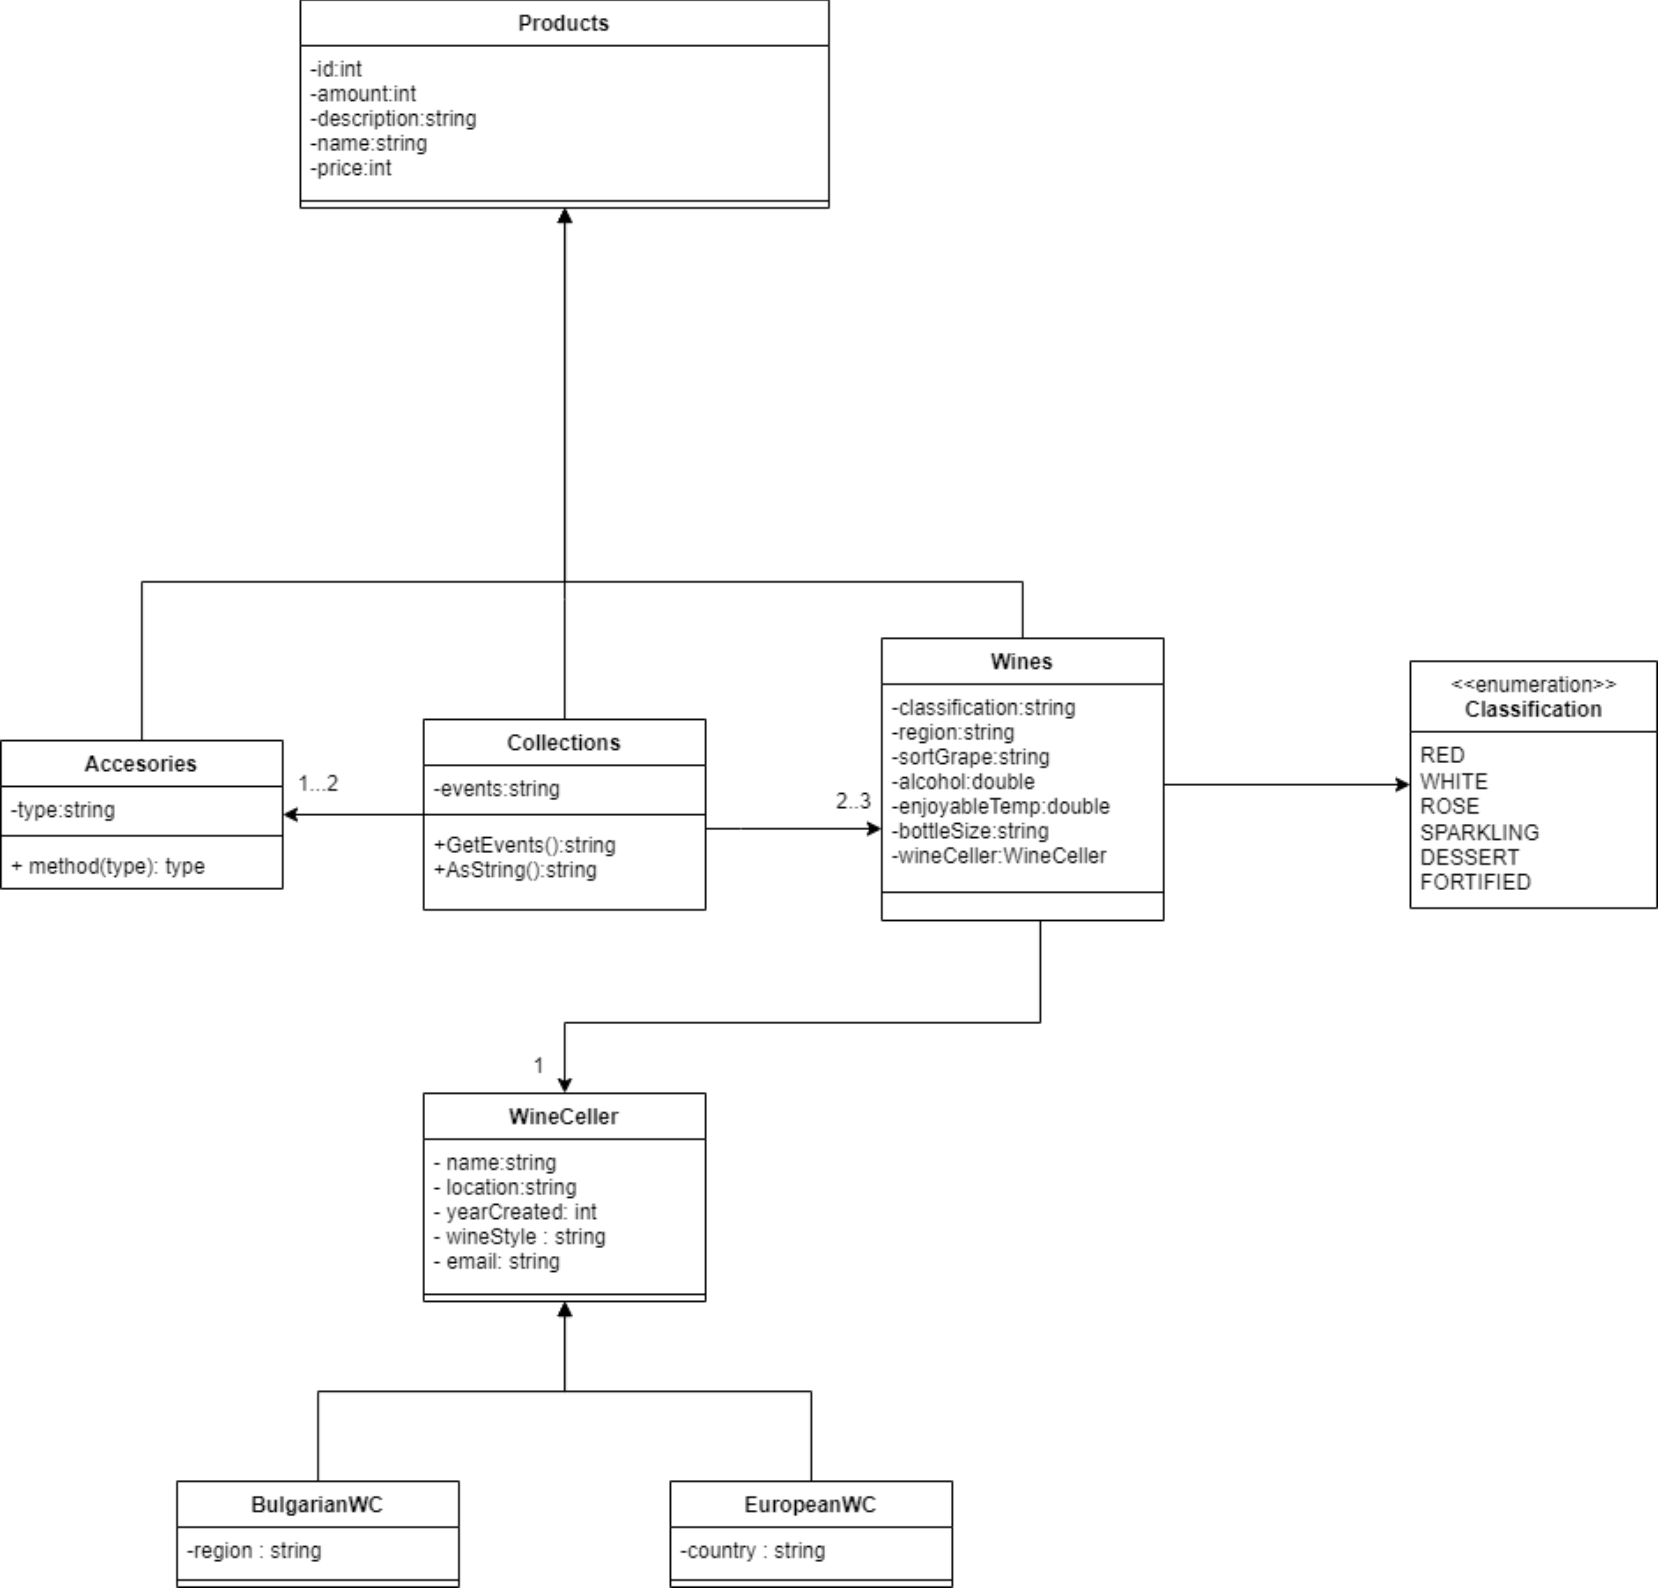 Products
-id:int
-amount:int
-description:string
-name:string
-price:int
Accesories
-type:string
+ method(type): type
1...2
Collections
-events:string
+GetEvents():string
+AsString():string
2..3
Wines
-classification:string
-region:string
-sortGrape:string
-alcohol:double
-enjoyableTemp:double
-bottleSize:string
-wineCeller:WineCeller
<<enumeration>>
Classification
RED
WHITE
ROSE
SPARKLING
DESSERT
FORTIFIED
1
WineCeller
- name:string
- location:string
- yearCreated: int
- wineStyle : string
- email: string
BulgarianWC
-region : string
EuropeanWC
-country : string